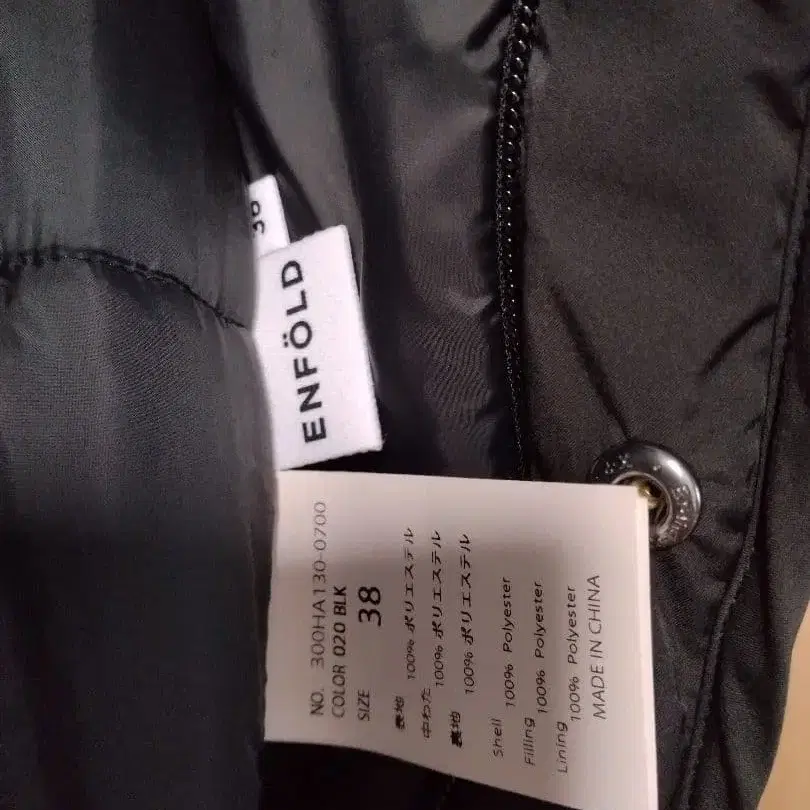 38
ENFÖLD
NO. 300HA130-0700
COLOR 020 BLK
SIZE 38
表地 100% ポリエステル
中わた 100% ポリエステル
裏地 100% ポリエステル
Shell 100% Polyester
Filling 100% Polyester
Lining 100% Polyester
MADE IN CHINA